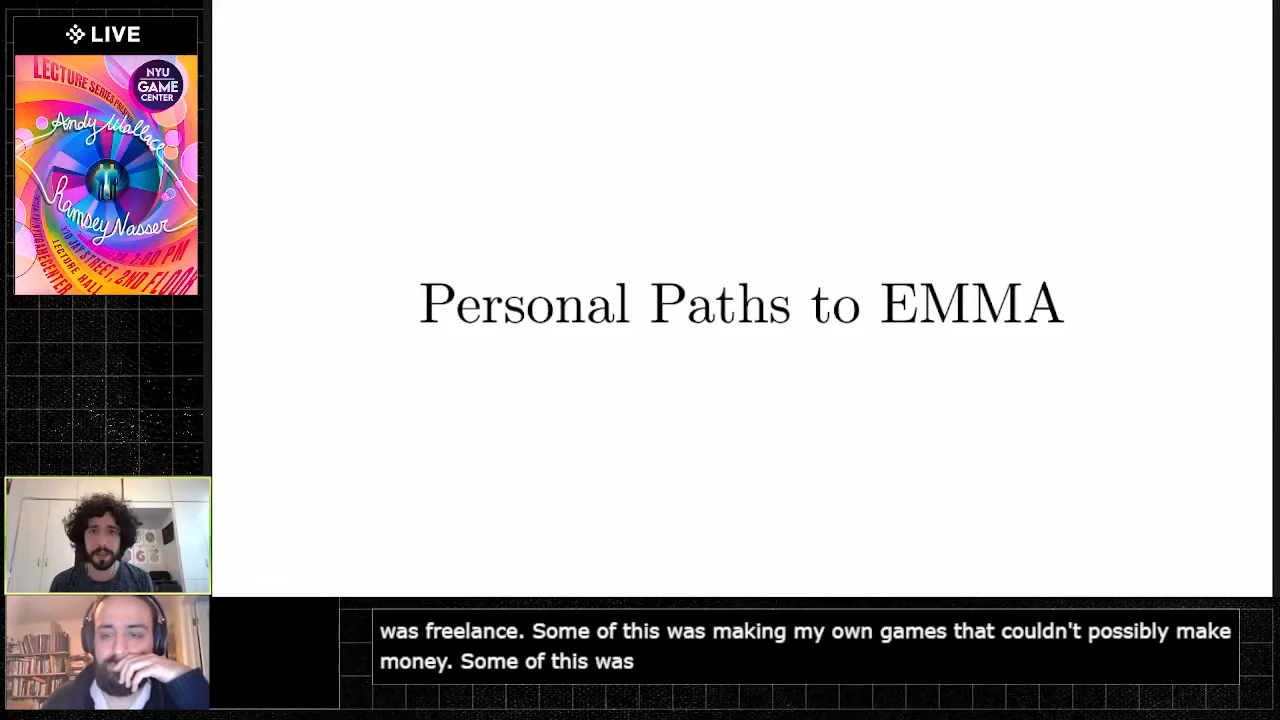 LIVE
LECTURE SERIES PRESENTS
NYU
GAME
CENTER
Andy Wallace
Ramsey Nasser
370 JAY STREET, 2ND FLOOR
LECTURE HALL
Personal Paths to EMMA
was freelance. Some of this was making my own games that couldn't possibly make
money. Some of this was